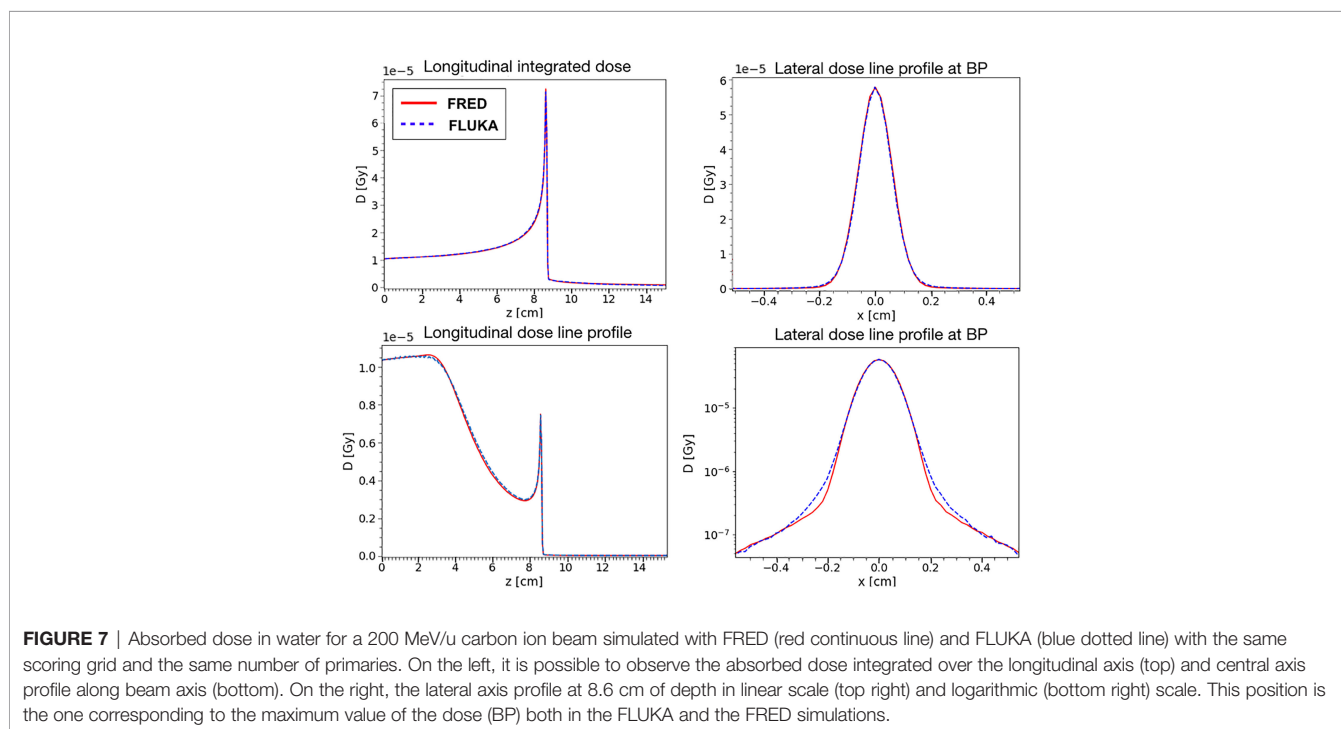 Longitudinal integrated dose
1e−5
7
6
5
4
3
2
1
0
D [Gy]
FRED
FLUKA
0 2 4 6 8 10 12 14
z [cm]
Lateral dose line profile at BP
1e−5
6
5
4
3
2
1
0
D [Gy]
−0.4 −0.2 0.0 0.2 0.4
x [cm]
Longitudinal dose line profile
1e−5
1.0
0.8
0.6
0.4
0.2
0.0
D [Gy]
0 2 4 6 8 10 12 14
z [cm]
Lateral dose line profile at BP
10−5
10−6
10−7
D [Gy]
−0.4 −0.2 0.0 0.2 0.4
x [cm]
FIGURE 7 | Absorbed dose in water for a 200 MeV/u carbon ion beam simulated with FRED (red continuous line) and FLUKA (blue dotted line) with the same
scoring grid and the same number of primaries. On the left, it is possible to observe the absorbed dose integrated over the longitudinal axis (top) and central axis
profile along beam axis (bottom). On the right, the lateral axis profile at 8.6 cm of depth in linear scale (top right) and logarithmic (bottom right) scale. This position is
the one corresponding to the maximum value of the dose (BP) both in the FLUKA and the FRED simulations.